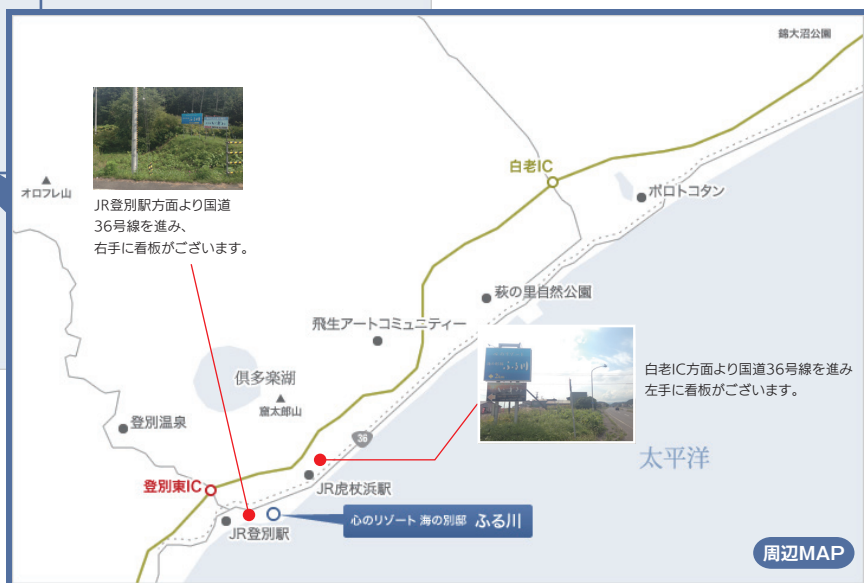 錦大沼公園
白老IC
オロフレ山
ポロトコタン
JR登別駅方面より国道
36号線を進み、
右手に看板がございます。
萩の里自然公園
飛生アートコミュニティー
白老IC方面より国道36号線を進み
左手に看板がございます。
倶多楽湖
窟太郎山
登別温泉
36
太平洋
登別東IC
JR虎杖浜駅
心のリゾート 海の別邸 ふる川
JR登別駅
周辺MAP